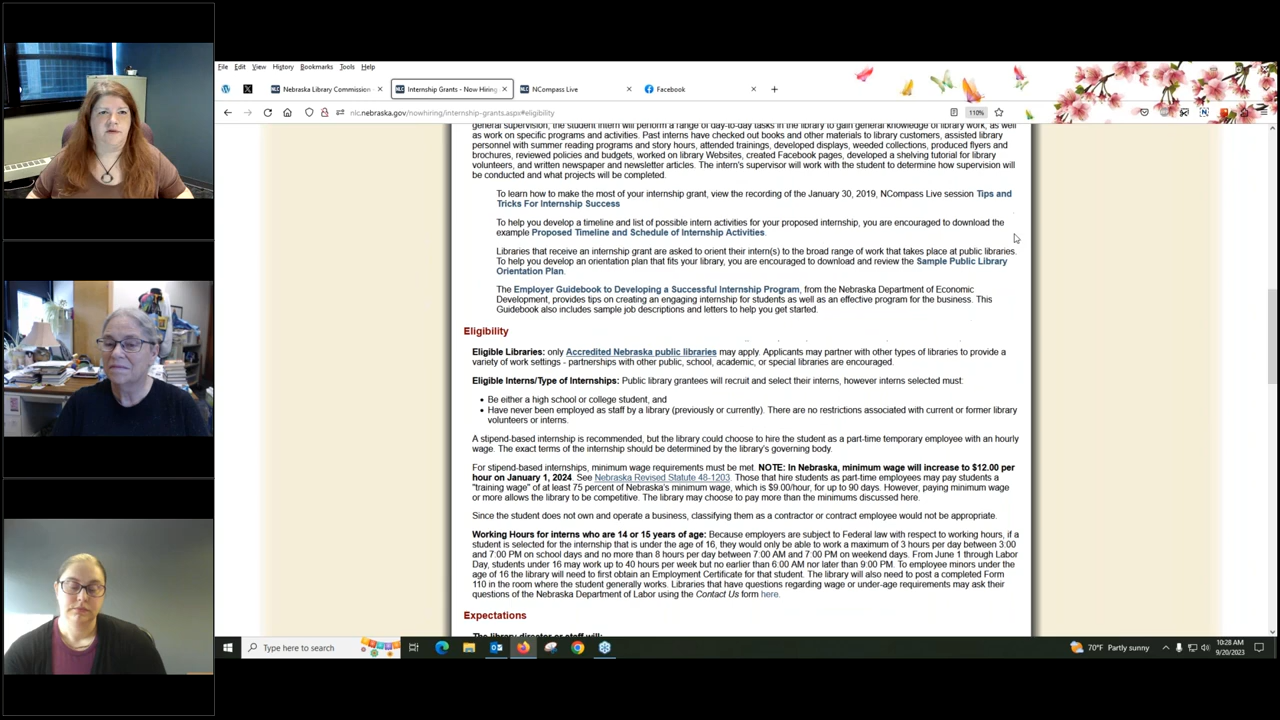 File Edit View History Bookmarks Tools Help
Nebraska Library Commission - × Internship Grants - Now Hiring × NCompass Live × Facebook × +
nlc.nebraska.gov/nowhiring/internship-grants.aspx#eligibility 110%
general supervision, the student intern will perform a range of day-to-day tasks in the library to gain general knowledge of library work, as well
as work on specific programs and activities. Past interns have checked out books and other materials to library customers, assisted library
personnel with summer reading programs and story hours, attended trainings, developed displays, weeded collections, produced flyers and
brochures, reviewed policies and budgets, worked on library Websites, created Facebook pages, developed a shelving tutorial for library
volunteers, and written newspaper and newsletter articles. The intern's supervisor will work with the student to determine how supervision will
be conducted and what projects will be completed.
To learn how to make the most of your internship grant, view the recording of the January 30, 2019, NCompass Live session Tips and
Tricks For Internship Success
To help you develop a timeline and list of possible intern activities for your proposed internship, you are encouraged to download the
example Proposed Timeline and Schedule of Internship Activities.
Libraries that receive an internship grant are asked to orient their intern(s) to the broad range of work that takes place at public libraries.
To help you develop an orientation plan that fits your library, you are encouraged to download and review the Sample Public Library
Orientation Plan.
The Employer Guidebook to Developing a Successful Internship Program, from the Nebraska Department of Economic
Development, provides tips on creating an engaging internship for students as well as an effective program for the business. This
Guidebook also includes sample job descriptions and letters to help you get started.
Eligibility
Eligible Libraries: only Accredited Nebraska public libraries may apply. Applicants may partner with other types of libraries to provide a
variety of work settings - partnerships with other public, school, academic, or special libraries are encouraged.
Eligible Interns/Type of Internships: Public library grantees will recruit and select their interns, however interns selected must:
• Be either a high school or college student, and
• Have never been employed as staff by a library (previously or currently). There are no restrictions associated with current or former library
volunteers or interns.
A stipend-based internship is recommended, but the library could choose to hire the student as a part-time temporary employee with an hourly
wage. The exact terms of the internship should be determined by the library's governing body.
For stipend-based internships, minimum wage requirements must be met. NOTE: In Nebraska, minimum wage will increase to $12.00 per
hour on January 1, 2024. See Nebraska Revised Statute 48-1203. Those that hire students as part-time employees may pay students a
"training wage" of at least 75 percent of Nebraska's minimum wage, which is $9.00/hour, for up to 90 days. However, paying minimum wage
or more allows the library to be competitive. The library may choose to pay more than the minimums discussed here.
Since the student does not own and operate a business, classifying them as a contractor or contract employee would not be appropriate.
Working Hours for interns who are 14 or 15 years of age: Because employers are subject to Federal law with respect to working hours, if a
student is selected for the internship that is under the age of 16, they would only be able to work a maximum of 3 hours per day between 3:00
and 7:00 PM on school days and no more than 8 hours per day between 7:00 AM and 7:00 PM on weekend days. From June 1 through Labor
Day, students under 16 may work up to 40 hours per week but no earlier than 6:00 AM nor later than 9:00 PM. To employee minors under the
age of 16 the library will need to first obtain an Employment Certificate for that student. The library will also need to post a completed Form
110 in the room where the student generally works. Libraries that have questions regarding wage or under-age requirements may ask their
questions of the Nebraska Department of Labor using the Contact Us form here.
Expectations
The library director or staff will:
Type here to search
70°F Partly sunny
10:28 AM
9/20/2023